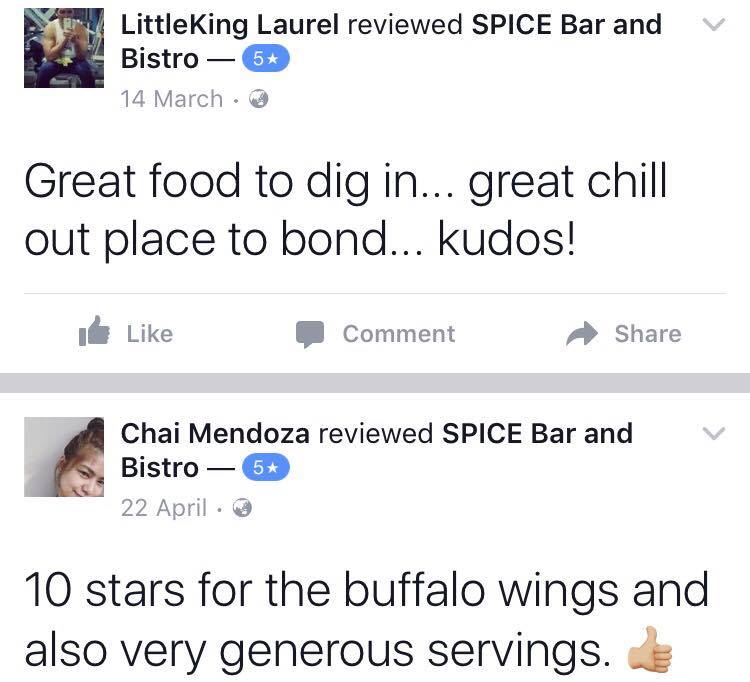 LittleKing Laurel reviewed SPICE Bar and
Bistro — 5★
14 March ·
Great food to dig in... great chill
out place to bond... kudos!
Like Comment Share
Chai Mendoza reviewed SPICE Bar and
Bistro — 5★
22 April ·
10 stars for the buffalo wings and
also very generous servings. 👍🏼